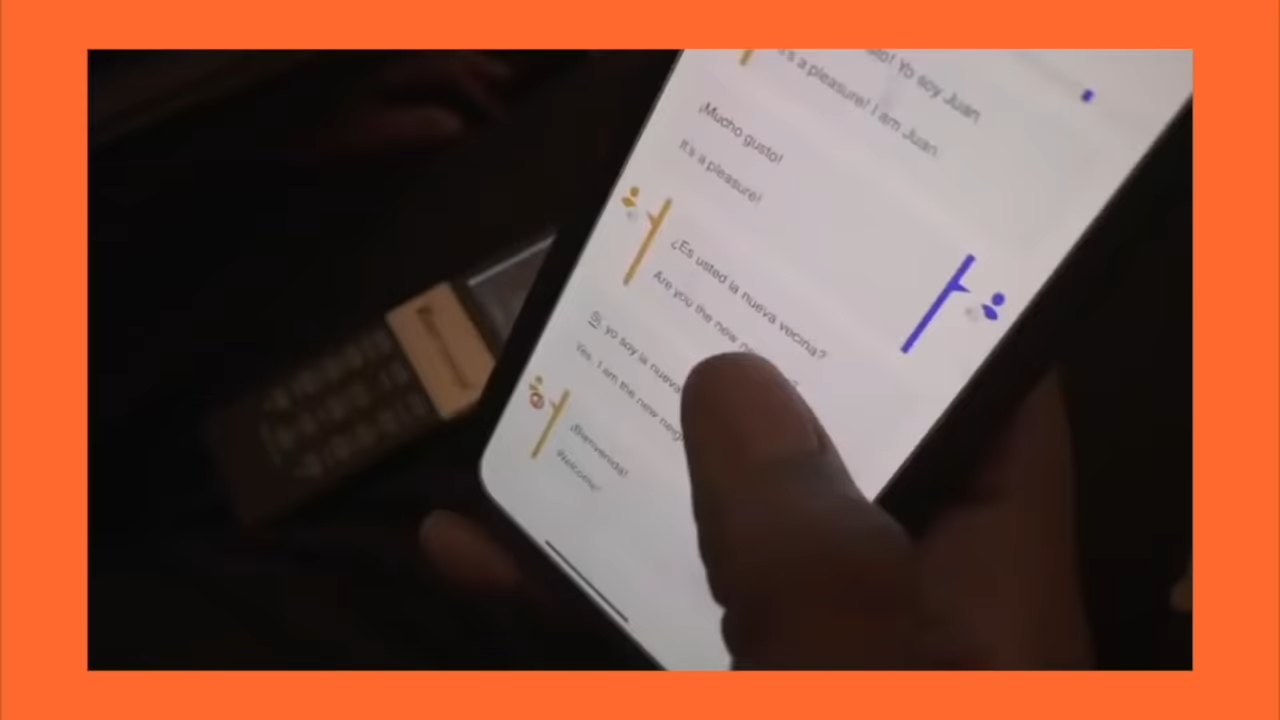 Yo soy Juan
a pleasure! I am Juan
¡Mucho gusto!
It's a pleasure!
¿Es usted la nueva vecina?
Are you the new
Sí, yo soy la nueva
Yes, I am the new
¡Bienvenida!
Welcome!